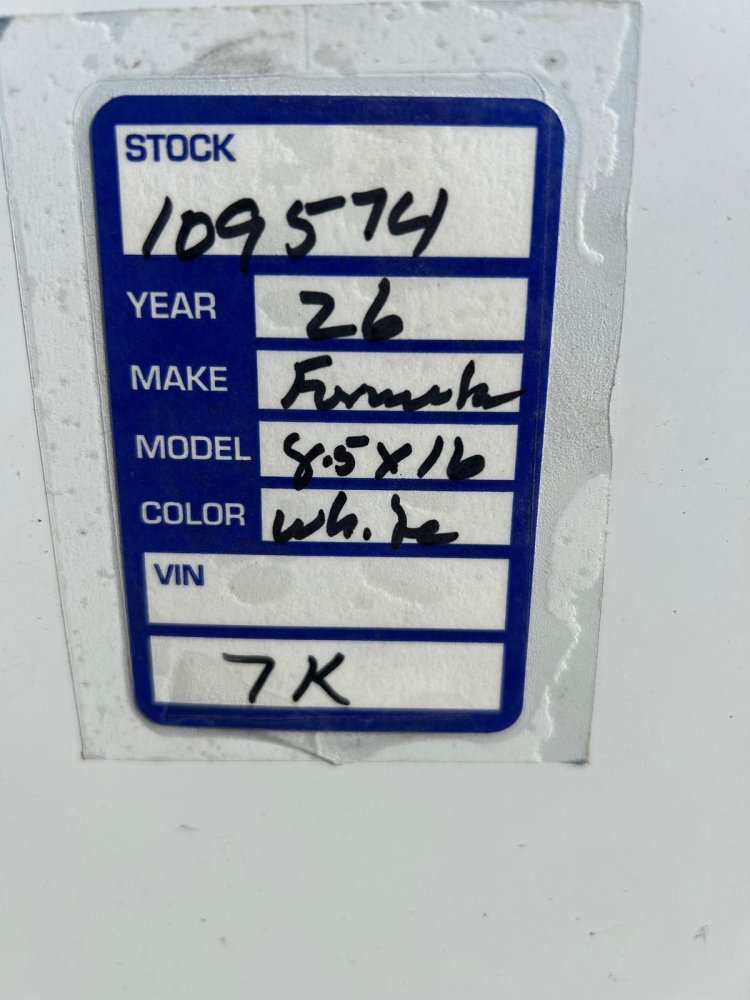 STOCK
109574
YEAR 26
MAKE Formula
MODEL 8.5x16
COLOR white
VIN
7K